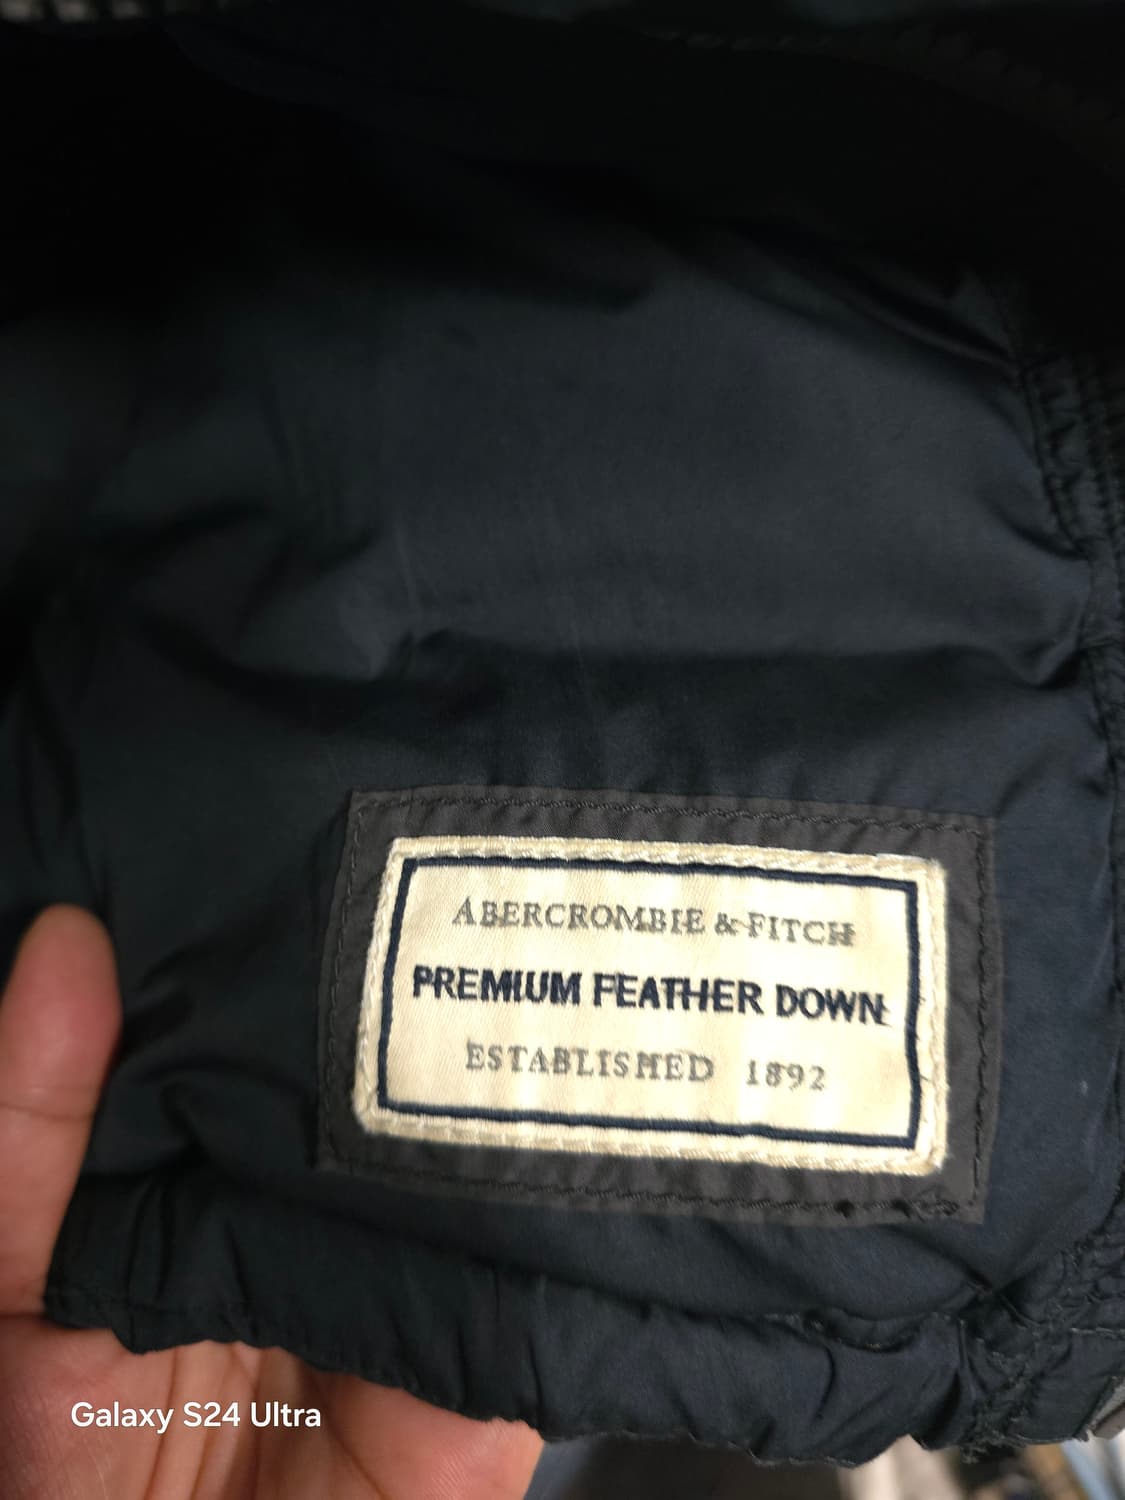 ABERCROMBIE & FITCH
PREMIUM FEATHER DOWN
ESTABLISHED 1892
Galaxy S24 Ultra